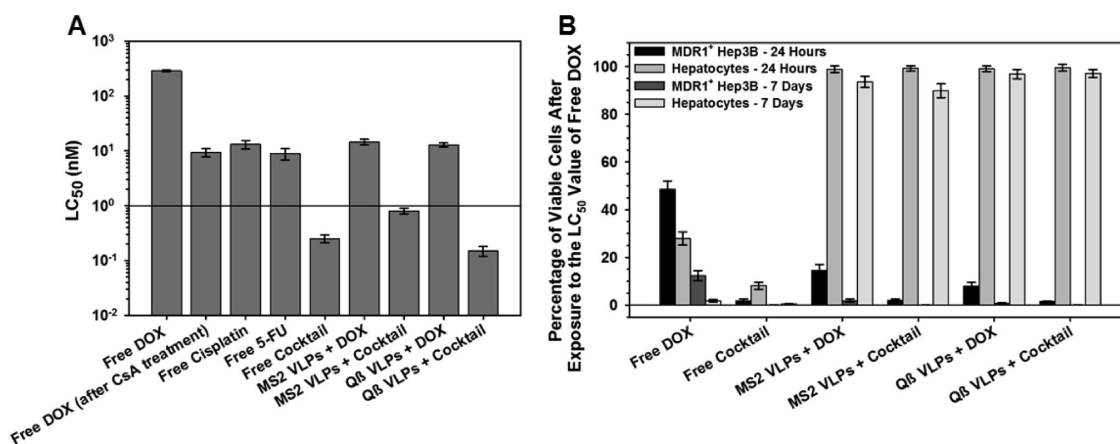 A
LC50 (nM)
10³
10²
10¹
10⁰
10⁻¹
10⁻²
Free DOX
Free DOX (after CsA treatment)
Free Cisplatin
Free 5-FU
Free Cocktail
MS2 VLPs + DOX
MS2 VLPs + Cocktail
Qß VLPs + DOX
Qß VLPs + Cocktail
B
Percentage of Viable Cells After
Exposure to the LC50 Value of Free DOX
MDR1⁺ Hep3B - 24 Hours
Hepatocytes - 24 Hours
MDR1⁺ Hep3B - 7 Days
Hepatocytes - 7 Days
100
80
60
40
20
0
Free DOX
Free Cocktail
MS2 VLPs + DOX
MS2 VLPs + Cocktail
Qß VLPs + DOX
Qß VLPs + Cocktail